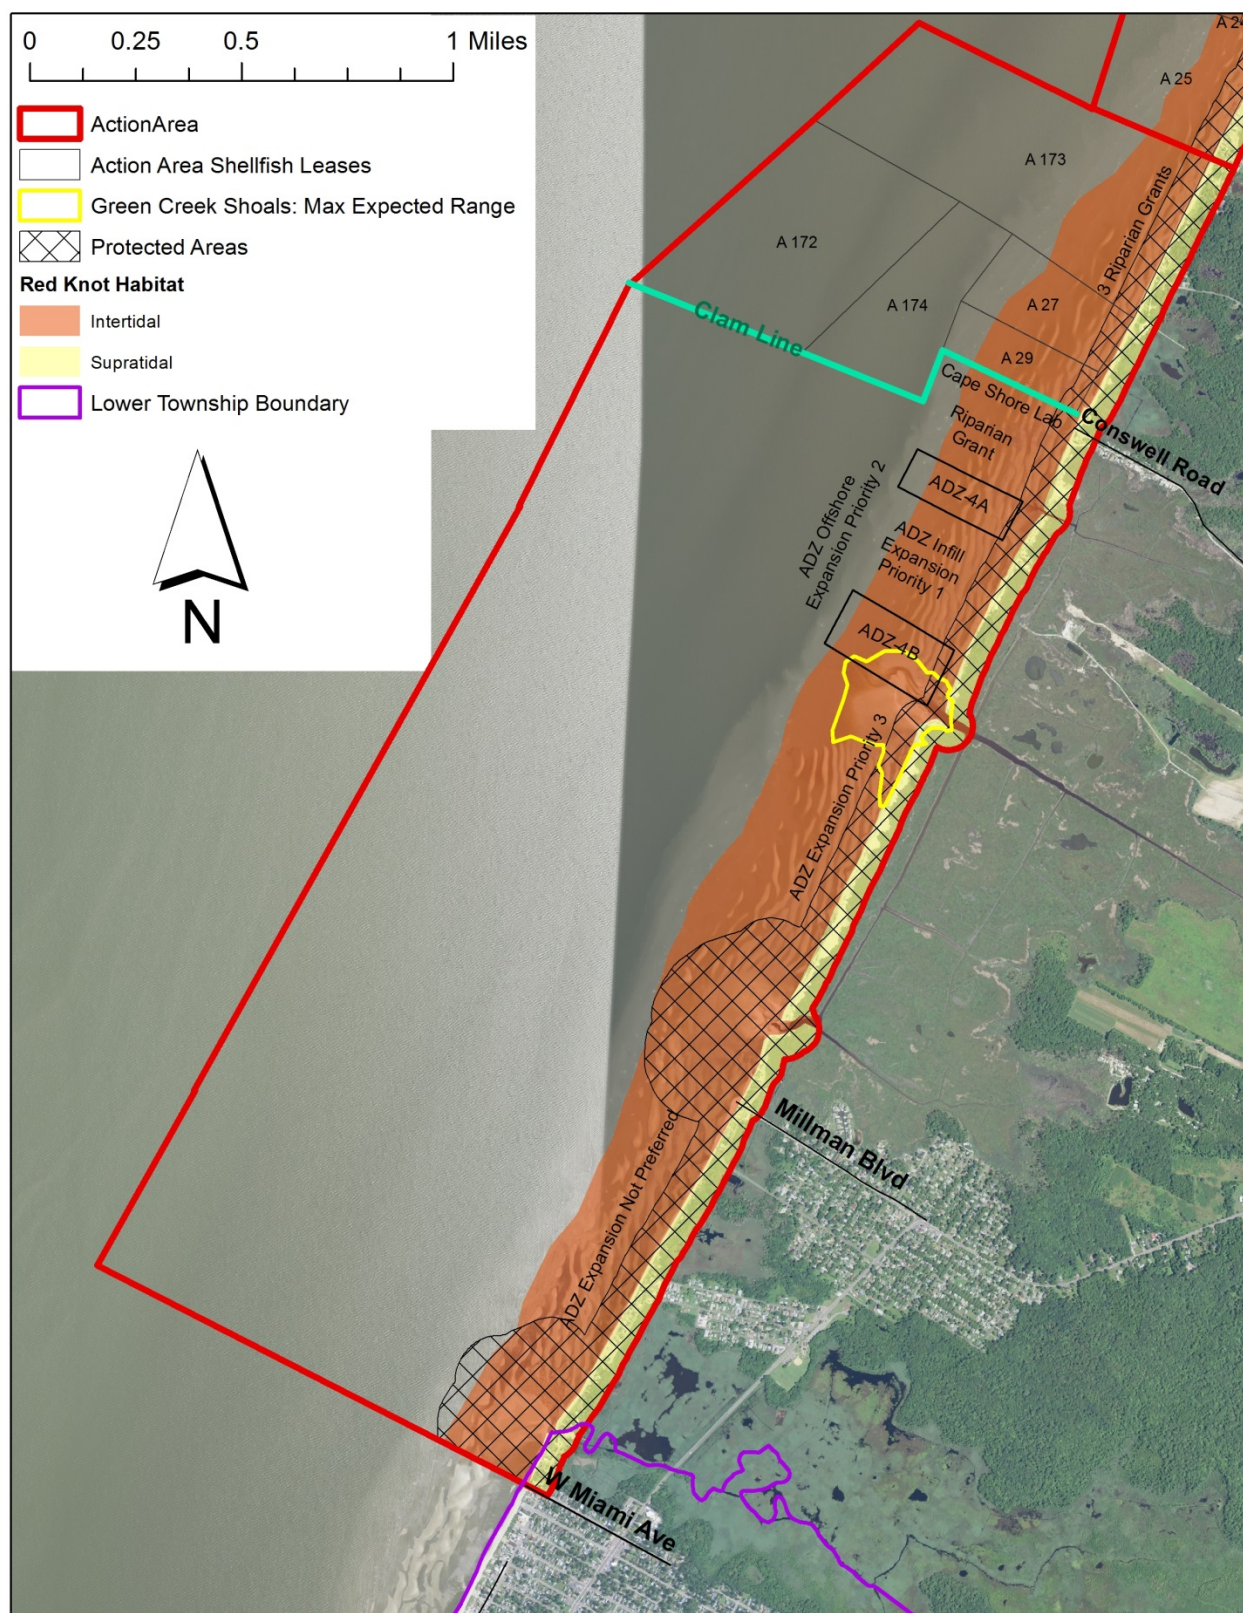 0 0.25 0.5 1 Miles
ActionArea
Action Area Shellfish Leases
Green Creek Shoals: Max Expected Range
Protected Areas
Red Knot Habitat
Intertidal
Supratidal
Lower Township Boundary
N
A 24
A 25
A 173
3 Riparian Grants
A 172
A 174
A 27
Clam Line
A 29
Cape Shore Lab
Riparian
Grant
Conswell Road
ADZ-4A
ADZ Offshore
Expansion Priority 2
ADZ Infill
Expansion
Priority 1
ADZ-4B
ADZ Expansion Priority 3
Millman Blvd
ADZ Expansion Not Preferred
W Miami Ave